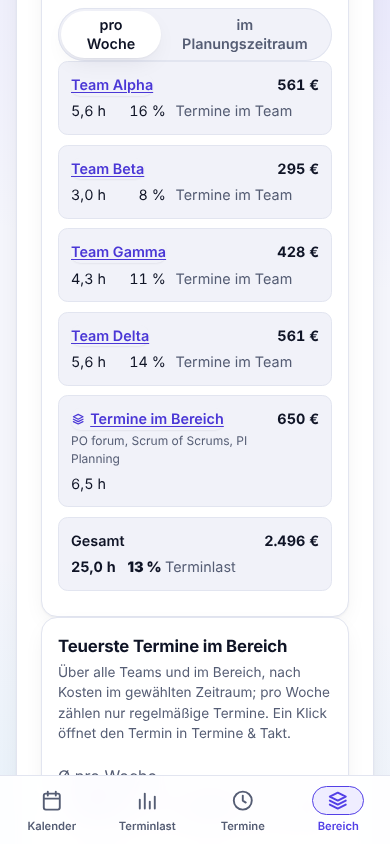 pro
Woche
im
Planungszeitraum
Team Alpha 561 €
5,6 h 16 % Termine im Team
Team Beta 295 €
3,0 h 8 % Termine im Team
Team Gamma 428 €
4,3 h 11 % Termine im Team
Team Delta 561 €
5,6 h 14 % Termine im Team
Termine im Bereich 650 €
PO forum, Scrum of Scrums, PI
Planning
6,5 h
Gesamt 2.496 €
25,0 h 13 % Terminlast
Teuerste Termine im Bereich
Über alle Teams und im Bereich, nach
Kosten im gewählten Zeitraum; pro Woche
zählen nur regelmäßige Termine. Ein Klick
öffnet den Termin in Termine & Takt.
Ø pro Woche
Kalender Terminlast Termine Bereich